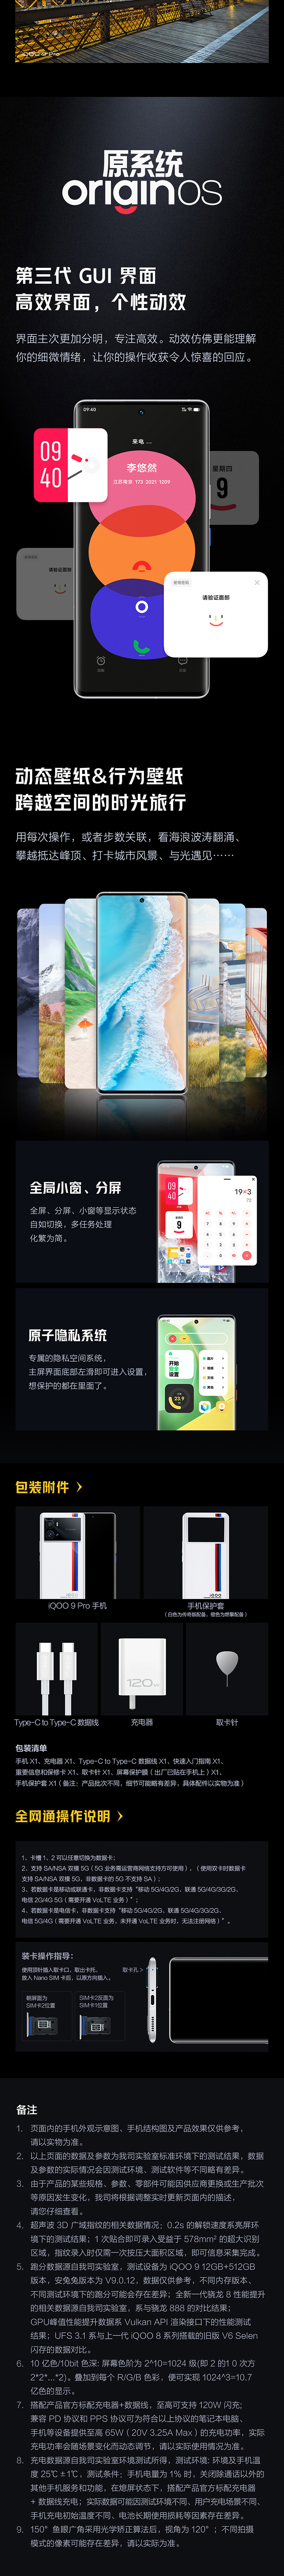 原系统
originOS
第三代 GUI 界面
高效界面，个性动效
界面主次更加分明，专注高效。动效仿佛更能理解
你的细微情绪，让你的操作收获令人惊喜的回应。
09:40
来电 ...
李悠然
江苏南京 173 2021 1209
09
40
星期四
9
使用密码
请验证面部
动态壁纸&行为壁纸
跨越空间的时光旅行
用每次操作，或者步数关联，看海浪波涛翻涌、
攀越抵达峰顶、打卡城市风景、与光遇见······
全局小窗、分屏
全屏、分屏、小窗等显示状态
自如切换，多任务处理
化繁为简。
09
40
9
19×3
72
原子隐私系统
专属的隐私空间系统，
主屏界面底部左滑即可进入设置，
想保护的都在里面了。
开始
安全
设置
23.9
包装附件
iQOO 9 Pro 手机
手机保护套
（白色为传奇版配备，橙色为燃擎配备）
120W
Type-C to Type-C 数据线
充电器
取卡针
包装清单
手机 X1、充电器 X1、Type-C to Type-C 数据线 X1、快速入门指南 X1、
重要信息和保修卡 X1、取卡针 X1、屏幕保护膜（出厂已贴在手机上）X1、
手机保护套 X1（备注：产品批次不同，细节可能略有差异，具体配件以实物为准）
全网通操作说明
1、卡槽 1、2 可以任意切换为数据卡；
2、支持 SA/NSA 双模 5G（5G 业务需运营商网络支持方可使用），（使用双卡时数据卡
支持 SA/NSA 双模 5G，非数据卡的 5G 不支持 SA）；
3、若数据卡是移动或联通卡，非数据卡支持“移动 5G/4G/2G、联通 5G/4G/3G/2G、
电信 2G/4G/5G（需要开通 VoLTE 业务）”；
4、若数据卡是电信卡，非数据卡支持“移动 5G/4G/2G、联通 5G/4G/3G/2G、
电信 5G/4G（需要开通 VoLTE 业务，未开通 VoLTE 业务时，无法注册网络）”。
装卡操作指导：
使用顶针插入取卡口，取出卡托，
放入 Nano SIM 卡后，以原方向插入。
取卡孔 >
朝屏面为
SIM卡2位置
SIM卡2反面为
SIM卡1位置
备注
1. 页面内的手机外观示意图、手机结构图及产品效果仅供参考，
请以实物为准。
2. 以上页面的数据及参数为我司实验室标准环境下的测试结果，数据
及参数的实际情况会因测试环境、测试软件等不同略有差异。
3. 由于产品的某些规格、参数、零部件可能因供应商更换或生产批次
等原因发生变化，我司将根据调整实时更新页面内的描述，
请您仔细查看。
4. 超声波 3D 广域指纹的相关数据情况：0.2s 的解锁速度系亮屏环
境下的测试结果；1 次贴合即可录入受益于 578mm² 的超大识别
区域，指纹录入时仅需一次按压大面积区域，即可信息采集完成。
5. 跑分数据源自我司实验室，测试设备为 iQOO 9 12GB+512GB
版本，安兔兔版本为 V9.0.12，数据仅供参考，不同内存版本、
不同测试环境下的跑分可能会存在差异；全新一代骁龙 8 性能提升
的相关数据源自我司实验室，系与骁龙 888 的对比结果；
GPU峰值性能提升数据系 Vulkan API 渲染接口下的性能测试
结果；UFS 3.1 系与上一代 iQOO 8 系列搭载的旧版 V6 Selen
闪存的数据对比。
6. 10 亿色/10bit 色深: 屏幕色阶为 2^10=1024 级(即 2 的1 0 次方
2*2*...*2)，叠加到每个 R/G/B 色彩，便可实现 1024^3=10.7
亿色的显示。
7. 搭配产品官方标配充电器+数据线，至高可支持 120W 闪充;
兼容 PD 协议和 PPS 协议可为符合以上协议的笔记本电脑、
手机等设备提供至高 65W（20V 3.25A Max）的充电功率，实际
充电功率会随场景变化而动态调节，请以实际使用情况为准。
8. 充电数据源自我司实验室环境测试所得，测试环境: 环境及手机温
度 25℃ ±1℃，测试条件：手机电量为 1% 时，关闭除通话以外的
其他手机服务和功能，在熄屏状态下，搭配产品官方标配充电器
+ 数据线充电；实际数据可能因测试环境不同、用户充电场景不同、
手机充电初始温度不同、电池长期使用损耗等因素存在差异。
9. 150° 鱼眼广角采用光学矫正算法后，视角为 120° ；不同拍摄
模式的像素可能存在差异，请以实际为准。